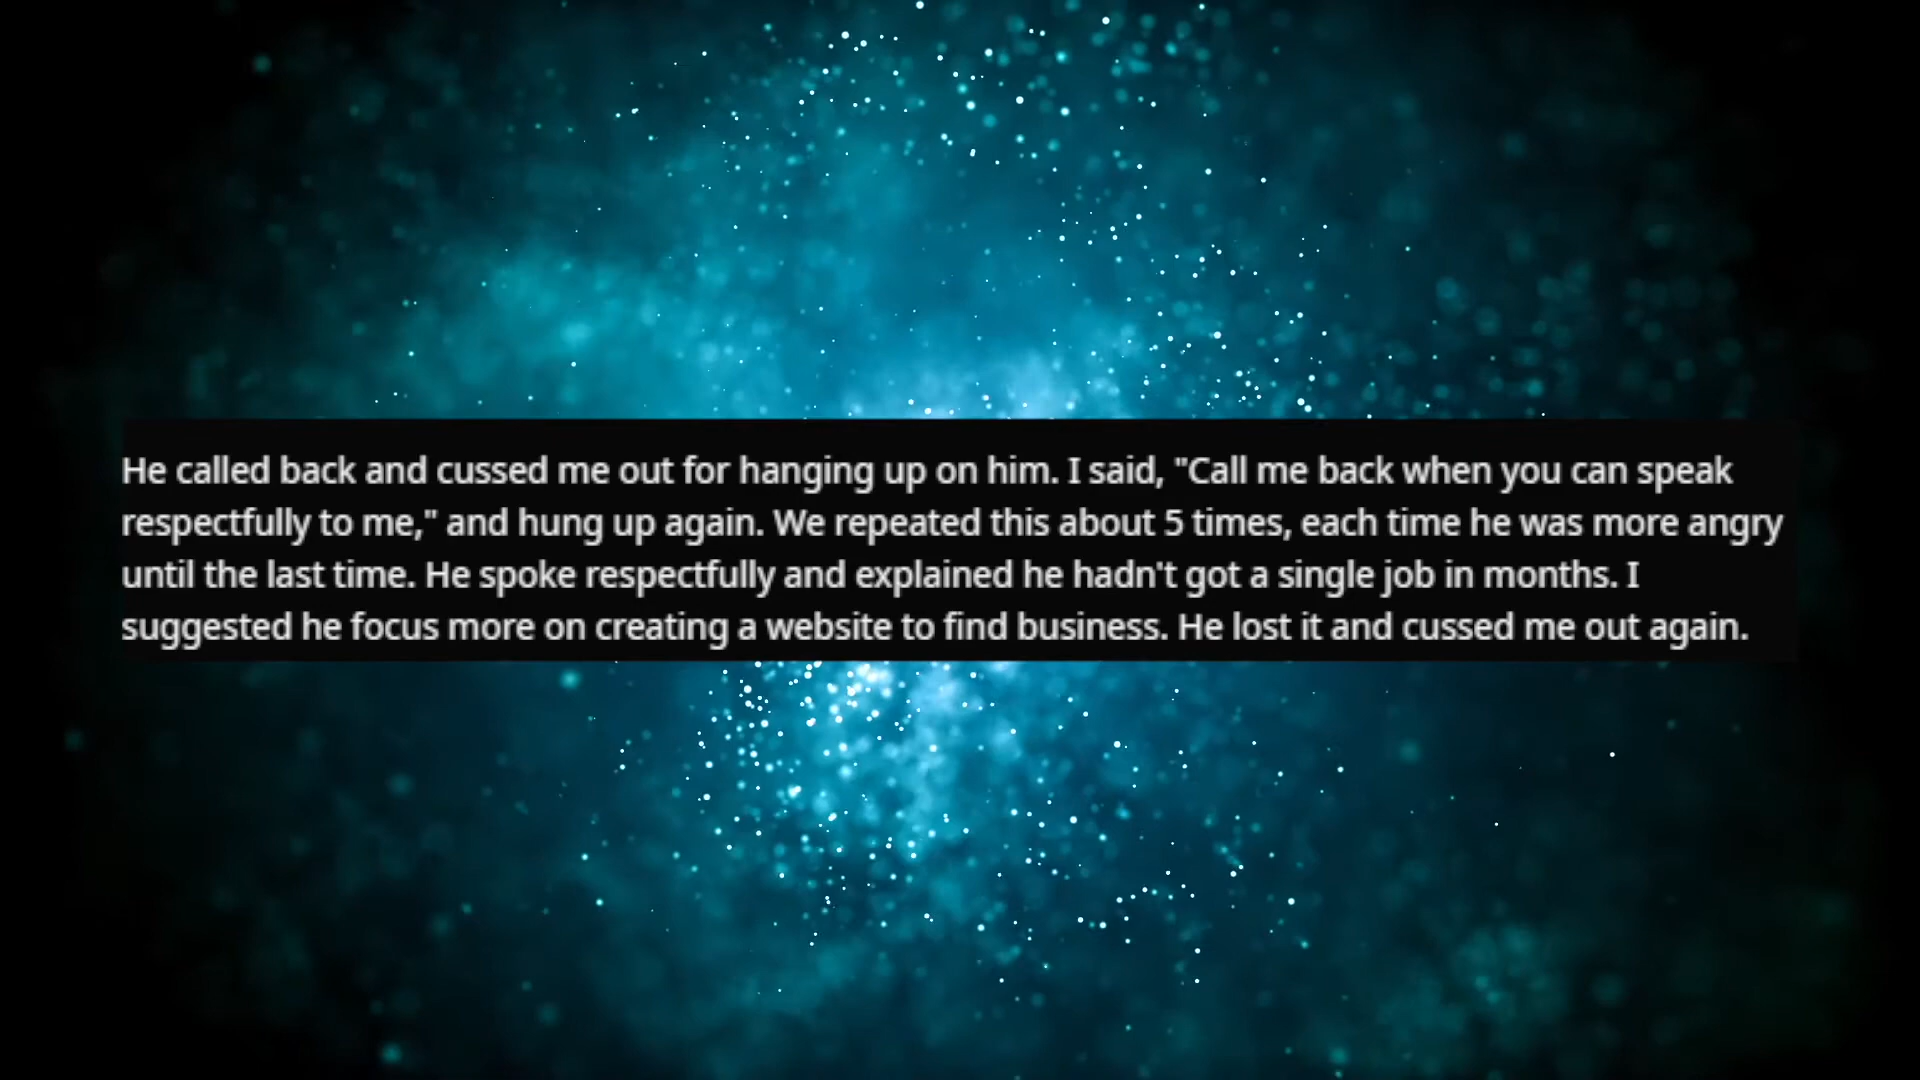 He called back and cussed me out for hanging up on him. I said, "Call me back when you can speak
respectfully to me," and hung up again. We repeated this about 5 times, each time he was more angry
until the last time. He spoke respectfully and explained he hadn't got a single job in months. I
suggested he focus more on creating a website to find business. He lost it and cussed me out again.